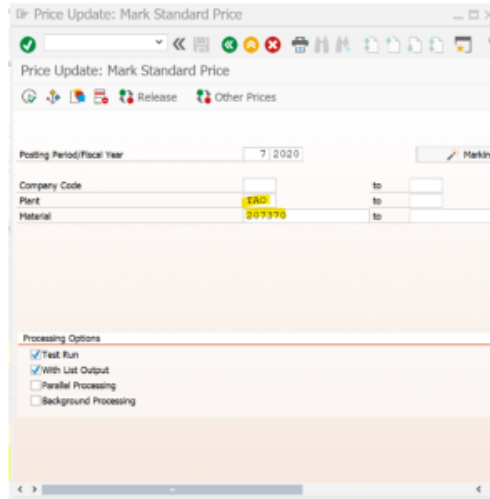 Price Update: Mark Standard Price
Price Update: Mark Standard Price
Release Other Prices
Posting Period/Fiscal Year 7 2020 Markin
Company Code to
Plant to
Material 207370 to
Processing Options
Test Run
With List Output
Parallel Processing
Background Processing